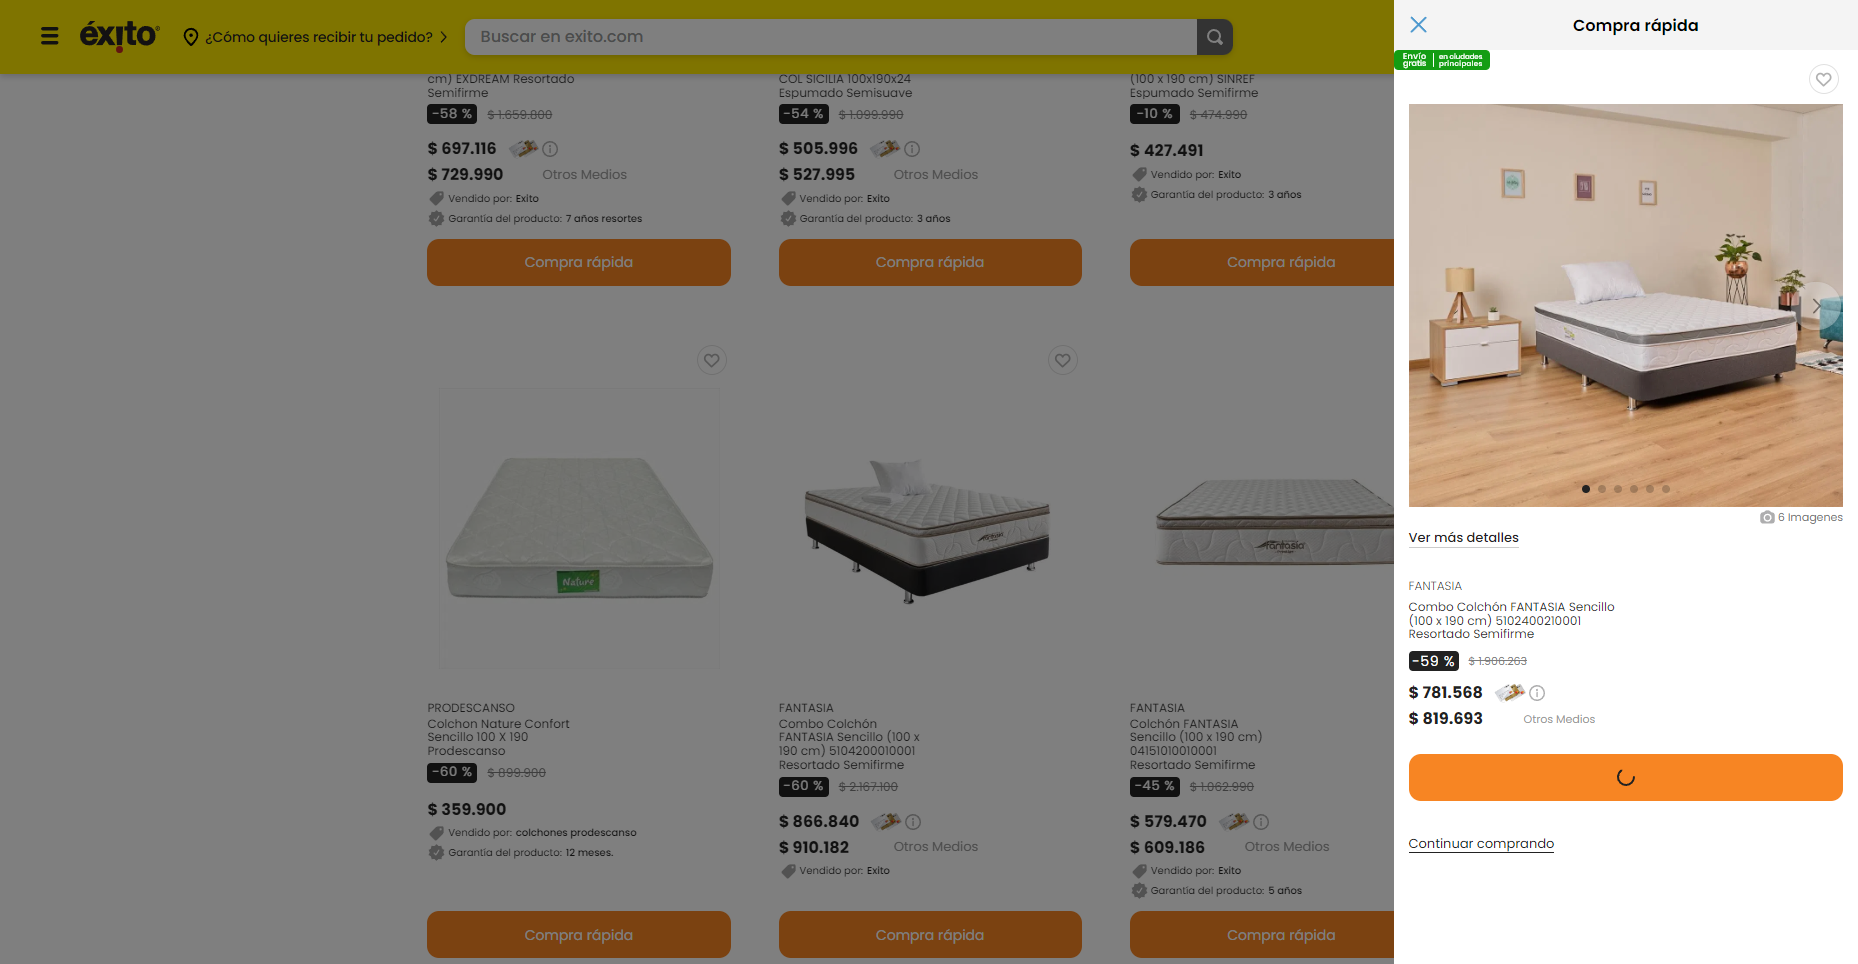 éxito
¿Cómo quieres recibir tu pedido?
Buscar en exito.com
cm) EXDREAM Resortado
Semifirme
-58 % $ 1.659.800
$ 697.116
$ 729.990 Otros Medios
Vendido por: Exito
Garantía del producto: 7 años resortes
Compra rápida
COL SICILIA 100x190x24
Espumado Semisuave
-54 % $ 1.099.990
$ 505.996
$ 527.995 Otros Medios
Vendido por: Exito
Garantía del producto: 3 años
Compra rápida
(100 x 190 cm) SINREF
Espumado Semifirme
-10 % $ 474.990
$ 427.491
Vendido por: Exito
Garantía del producto: 3 años
Compra rápida
Nature
PRODESCANSO
Colchon Nature Confort
Sencillo 100 X 190
Prodescanso
-60 % $ 899.900
$ 359.900
Vendido por: colchones prodescanso
Garantía del producto: 12 meses.
Compra rápida
fantasia
FANTASIA
Combo Colchón
FANTASIA Sencillo (100 x
190 cm) 5104200010001
Resortado Semifirme
-60 % $ 2.167.100
$ 866.840
$ 910.182 Otros Medios
Vendido por: Exito
Compra rápida
fantasia
FANTASIA
Colchón FANTASIA
Sencillo (100 x 190 cm)
04151010010001
Resortado Semifirme
-45 % $ 1.062.990
$ 579.470
$ 609.186 Otros Medios
Vendido por: Exito
Garantía del producto: 5 años
Compra rápida
Compra rápida
Envío gratis en ciudades principales
6 Imagenes
Ver más detalles
FANTASIA
Combo Colchón FANTASIA Sencillo
(100 x 190 cm) 5102400210001
Resortado Semifirme
-59 % $ 1.906.263
$ 781.568
$ 819.693 Otros Medios
Continuar comprando